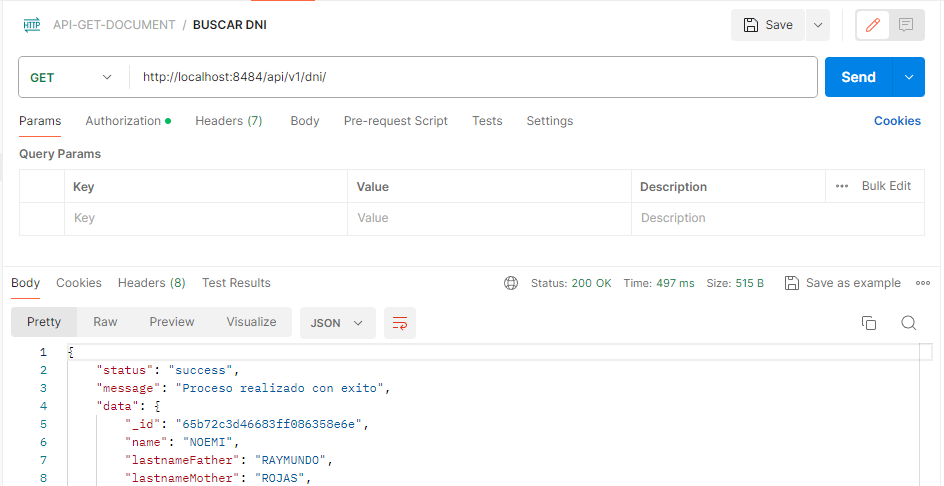 HTTP API-GET-DOCUMENT / BUSCAR DNI Save
GET http://localhost:8484/api/v1/dni/ Send
Params Authorization Headers (7) Body Pre-request Script Tests Settings Cookies
Query Params
Key Value Description ••• Bulk Edit
Key Value Description
Body Cookies Headers (8) Test Results Status: 200 OK Time: 497 ms Size: 515 B Save as example •••
Pretty Raw Preview Visualize JSON
1 {
2 "status": "success",
3 "message": "Proceso realizado con exito",
4 "data": {
5 "_id": "65b72c3d46683ff086358e6e",
6 "name": "NOEMI",
7 "lastnameFather": "RAYMUNDO",
8 "lastnameMother": "ROJAS",